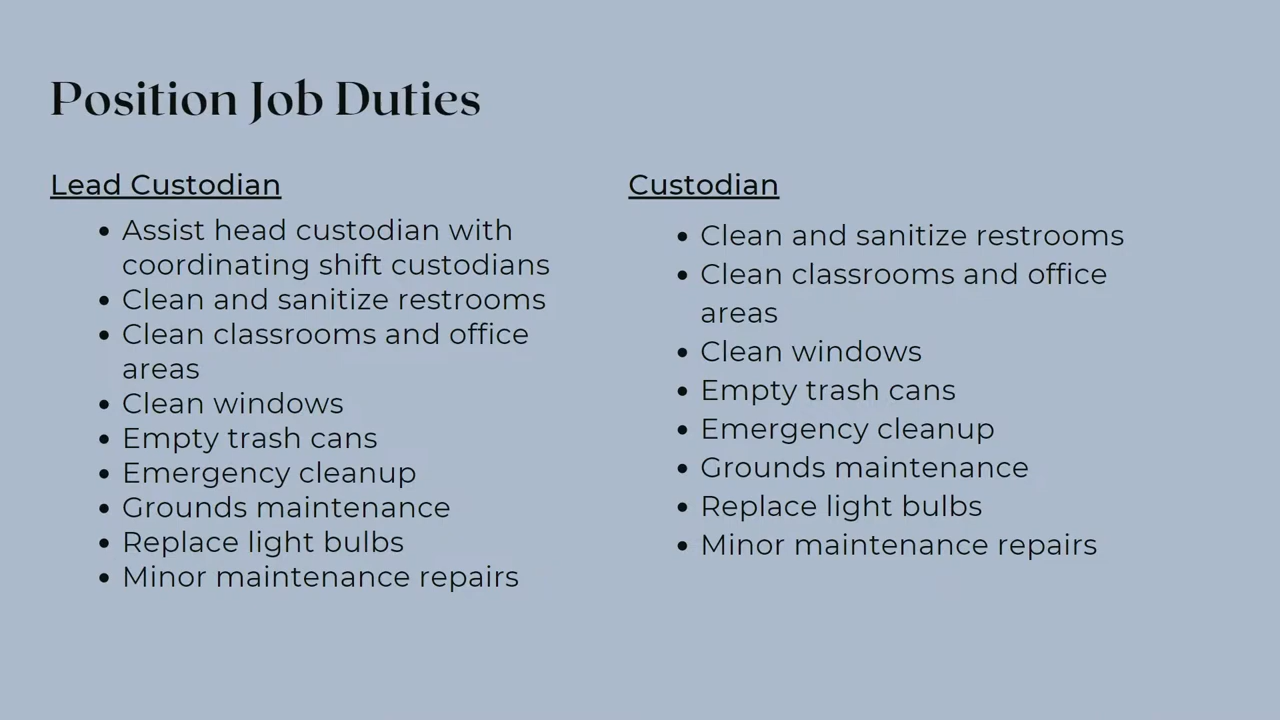 Position Job Duties
Lead Custodian
• Assist head custodian with
coordinating shift custodians
• Clean and sanitize restrooms
• Clean classrooms and office
areas
• Clean windows
• Empty trash cans
• Emergency cleanup
• Grounds maintenance
• Replace light bulbs
• Minor maintenance repairs
Custodian
• Clean and sanitize restrooms
• Clean classrooms and office
areas
• Clean windows
• Empty trash cans
• Emergency cleanup
• Grounds maintenance
• Replace light bulbs
• Minor maintenance repairs